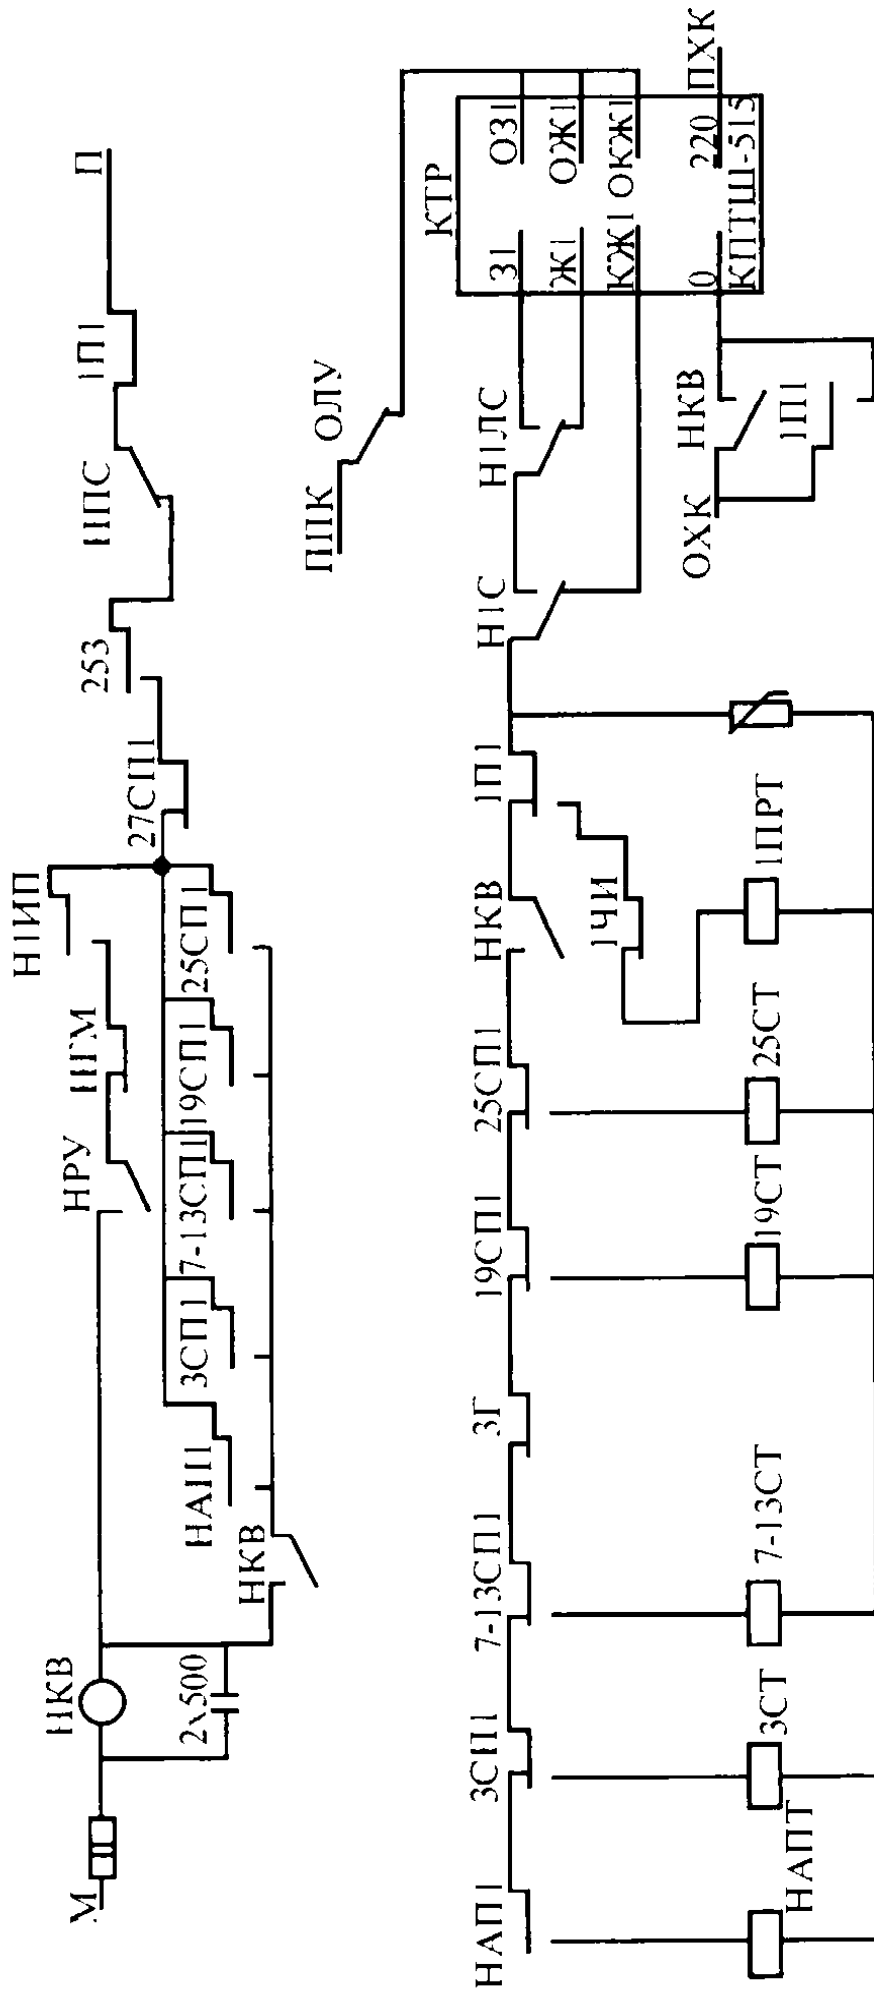 П
1П1
НПС
253
27СП1
Н1ИП
НГМ
НРУ
25СП1
19СП1
7-13СП1
3СП1
НАП1
НКВ
НКВ
2х500
М
ППК
ОЛУ
КТР
ОЗ1
ОЖ1
ОКЖ1
220
ПХК
З1
Ж1
КЖ1
0
КПТШ-515
Н1ЛС
Н1С
НКВ
1П1
ОХК
1П1
НКВ
1ЧИ
1ПРТ
25СП1
19СП1
3Г
7-13СП1
3СП1
НАП1
25СТ
19СТ
7-13СТ
3СТ
НАПТ